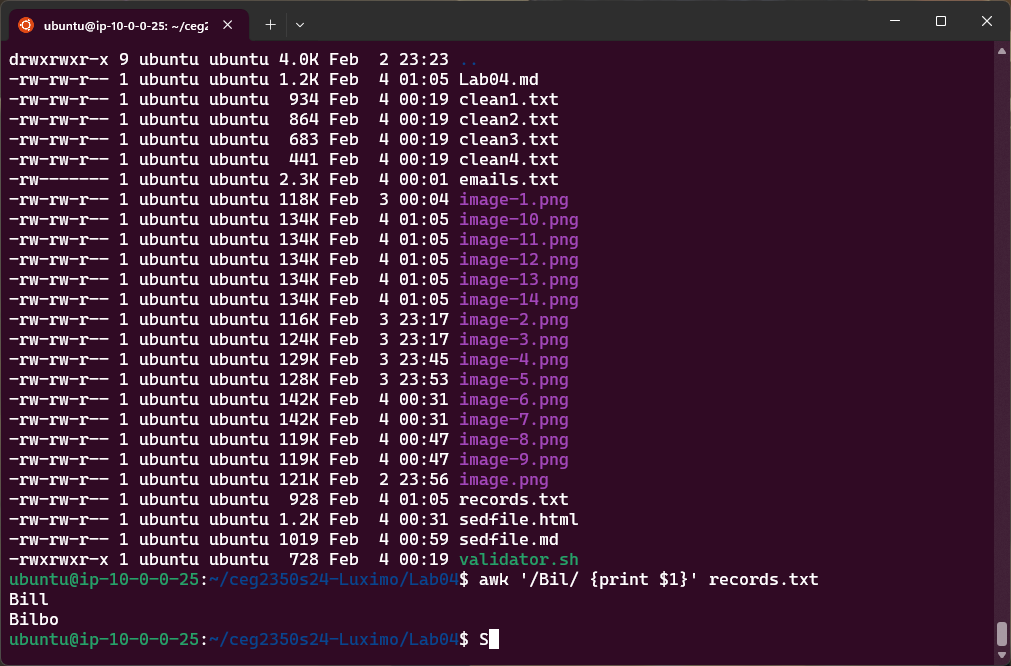 ubuntu@ip-10-0-0-25: ~/ceg2
drwxrwxr-x 9 ubuntu ubuntu 4.0K Feb  2 23:23 ..
-rw-rw-r-- 1 ubuntu ubuntu 1.2K Feb  4 01:05 Lab04.md
-rw-rw-r-- 1 ubuntu ubuntu  934 Feb  4 00:19 clean1.txt
-rw-rw-r-- 1 ubuntu ubuntu  864 Feb  4 00:19 clean2.txt
-rw-rw-r-- 1 ubuntu ubuntu  683 Feb  4 00:19 clean3.txt
-rw-rw-r-- 1 ubuntu ubuntu  441 Feb  4 00:19 clean4.txt
-rw------- 1 ubuntu ubuntu 2.3K Feb  4 00:01 emails.txt
-rw-rw-r-- 1 ubuntu ubuntu 118K Feb  3 00:04 image-1.png
-rw-rw-r-- 1 ubuntu ubuntu 134K Feb  4 01:05 image-10.png
-rw-rw-r-- 1 ubuntu ubuntu 134K Feb  4 01:05 image-11.png
-rw-rw-r-- 1 ubuntu ubuntu 134K Feb  4 01:05 image-12.png
-rw-rw-r-- 1 ubuntu ubuntu 134K Feb  4 01:05 image-13.png
-rw-rw-r-- 1 ubuntu ubuntu 134K Feb  4 01:05 image-14.png
-rw-rw-r-- 1 ubuntu ubuntu 116K Feb  3 23:17 image-2.png
-rw-rw-r-- 1 ubuntu ubuntu 124K Feb  3 23:17 image-3.png
-rw-rw-r-- 1 ubuntu ubuntu 129K Feb  3 23:45 image-4.png
-rw-rw-r-- 1 ubuntu ubuntu 128K Feb  3 23:53 image-5.png
-rw-rw-r-- 1 ubuntu ubuntu 142K Feb  4 00:31 image-6.png
-rw-rw-r-- 1 ubuntu ubuntu 142K Feb  4 00:31 image-7.png
-rw-rw-r-- 1 ubuntu ubuntu 119K Feb  4 00:47 image-8.png
-rw-rw-r-- 1 ubuntu ubuntu 119K Feb  4 00:47 image-9.png
-rw-rw-r-- 1 ubuntu ubuntu 121K Feb  2 23:56 image.png
-rw-rw-r-- 1 ubuntu ubuntu  928 Feb  4 01:05 records.txt
-rw-rw-r-- 1 ubuntu ubuntu 1.2K Feb  4 00:31 sedfile.html
-rw-rw-r-- 1 ubuntu ubuntu 1019 Feb  4 00:59 sedfile.md
-rwxrwxr-x 1 ubuntu ubuntu  728 Feb  4 00:19 validator.sh
ubuntu@ip-10-0-0-25:~/ceg2350s24-Luximo/Lab04$ awk '/Bil/ {print $1}' records.txt
Bill
Bilbo
ubuntu@ip-10-0-0-25:~/ceg2350s24-Luximo/Lab04$ S